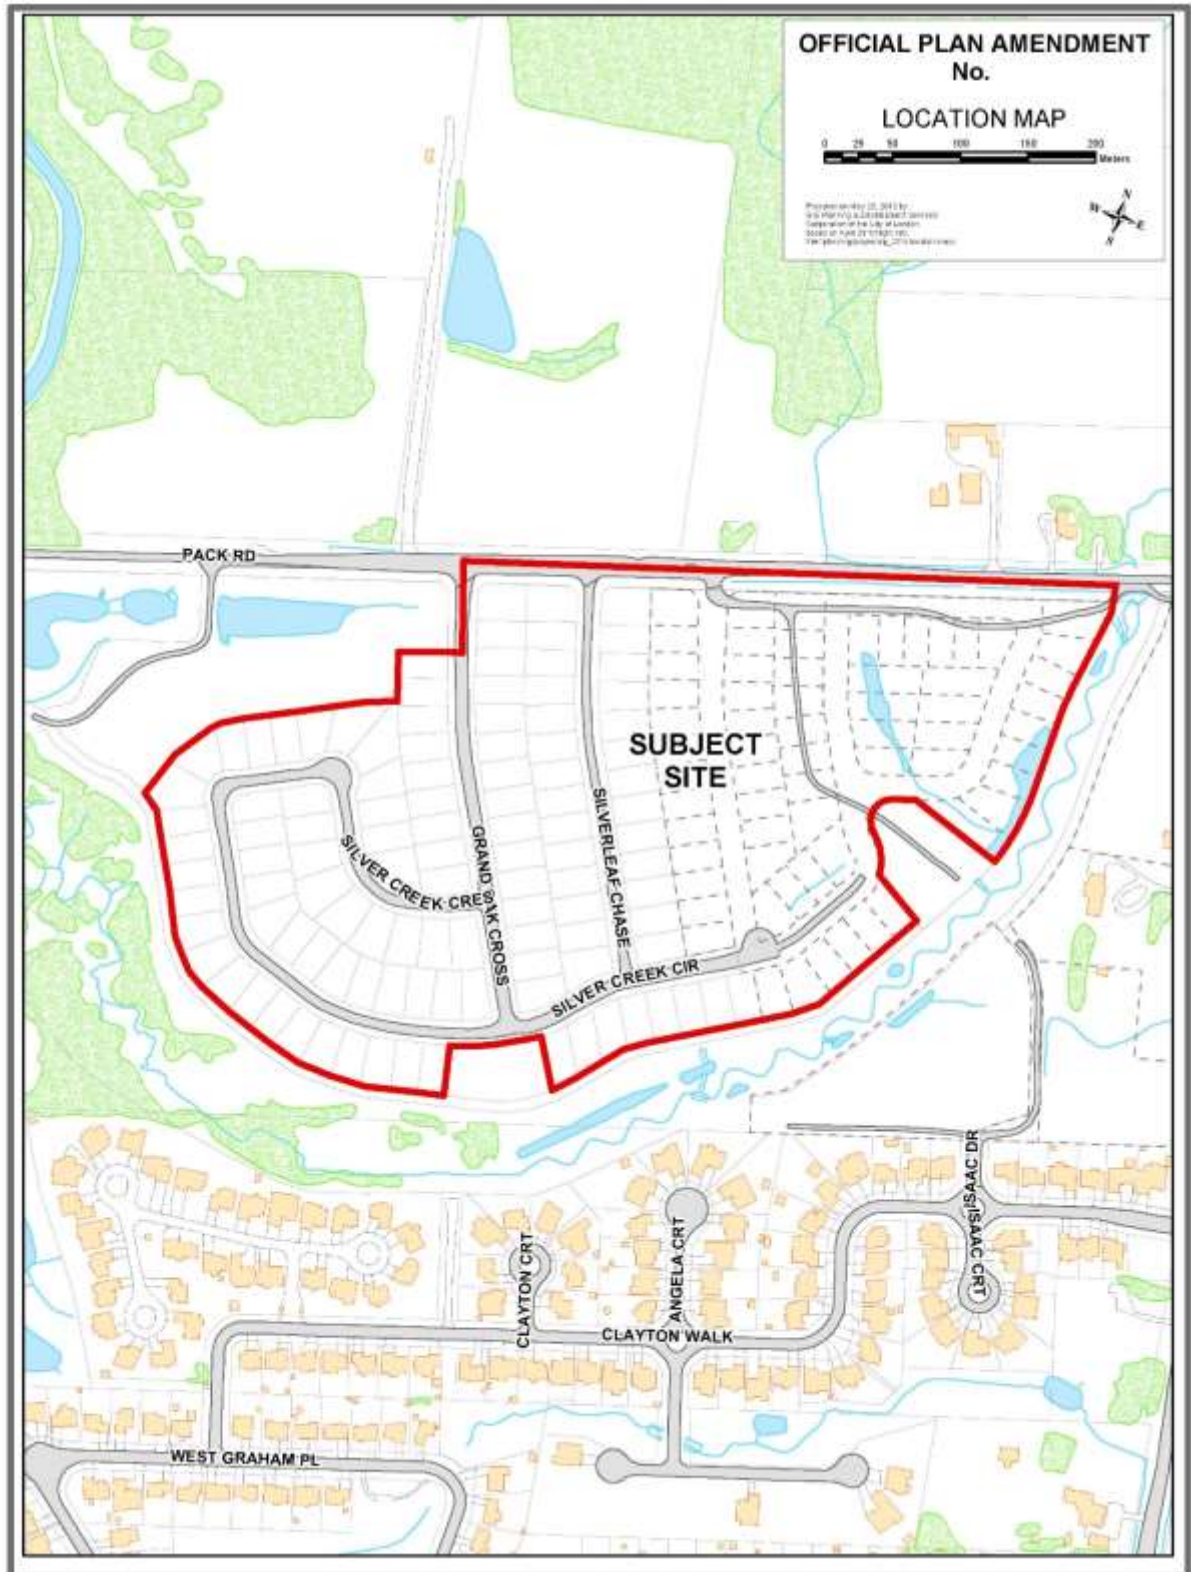 OFFICIAL PLAN AMENDMENT
No.
LOCATION MAP
0 25 50 100 150 200
Meters
N
W E
S
PACK RD
SUBJECT
SITE
SILVER CREEK CRES
GRAND OAK CROSS
SILVERLEAF CHASE
SILVER CREEK CIR
ISAAC DR
ISAAC CRT
CLAYTON CRT
ANGELA CRT
CLAYTON WALK
WEST GRAHAM PL